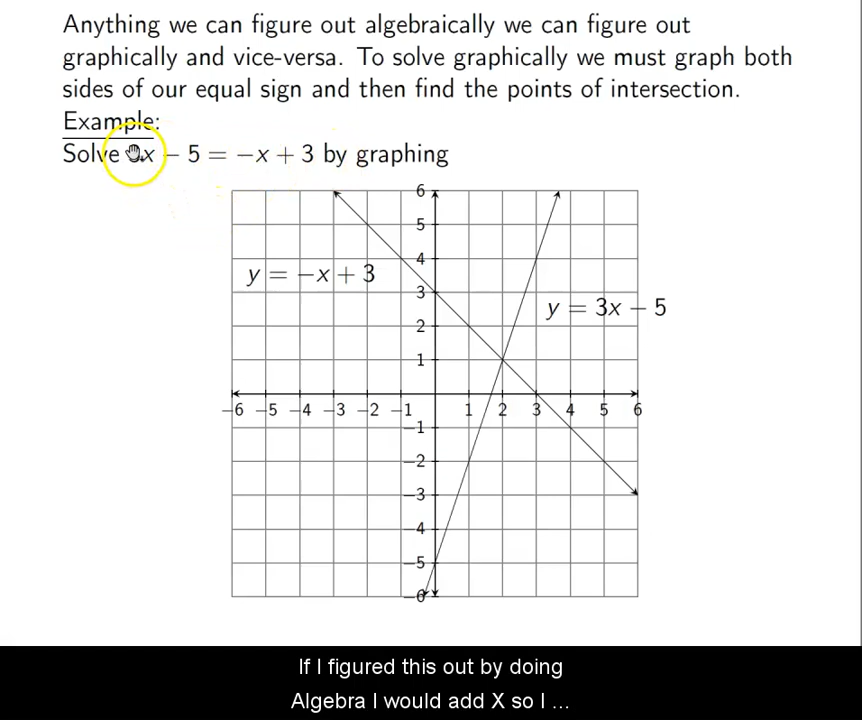 Anything we can figure out algebraically we can figure out
graphically and vice-versa. To solve graphically we must graph both
sides of our equal sign and then find the points of intersection.
Example:
Solve x − 5 = −x + 3 by graphing
6
5
4
y = −x + 3
3
y = 3x − 5
2
1
−6 −5 −4 −3 −2 −1 1 2 3 4 5 6
−1
−2
−3
−4
−5
−6
If I figured this out by doing
Algebra I would add X so I ...